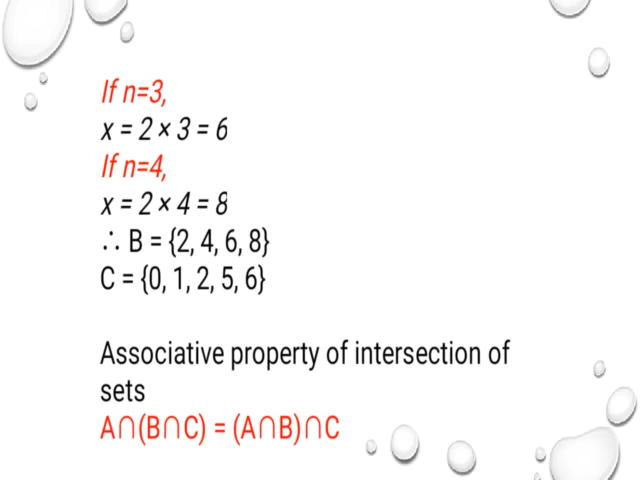 If n=3,
x = 2 × 3 = 6
If n=4,
x = 2 × 4 = 8
∴ B = {2, 4, 6, 8}
C = {0, 1, 2, 5, 6}
Associative property of intersection of
sets
A∩(B∩C) = (A∩B)∩C